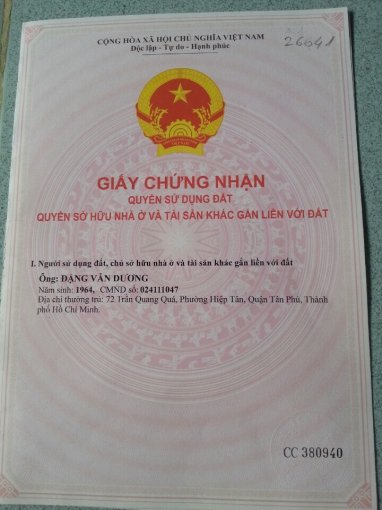 CỘNG HÒA XÃ HỘI CHỦ NGHĨA VIỆT NAM
Độc lập - Tự do - Hạnh phúc
26041
GIẤY CHỨNG NHẬN
QUYỀN SỬ DỤNG ĐẤT
QUYỀN SỞ HỮU NHÀ Ở VÀ TÀI SẢN KHÁC GẮN LIỀN VỚI ĐẤT
I. Người sử dụng đất, chủ sở hữu nhà ở và tài sản khác gắn liền với đất
Ông: ĐẶNG VĂN DƯƠNG
Năm sinh: 1964, CMND số: 024111047
Địa chỉ thường trú: 72 Trần Quang Quá, Phường Hiệp Tân, Quận Tân Phú, Thành
phố Hồ Chí Minh.
CC 380940